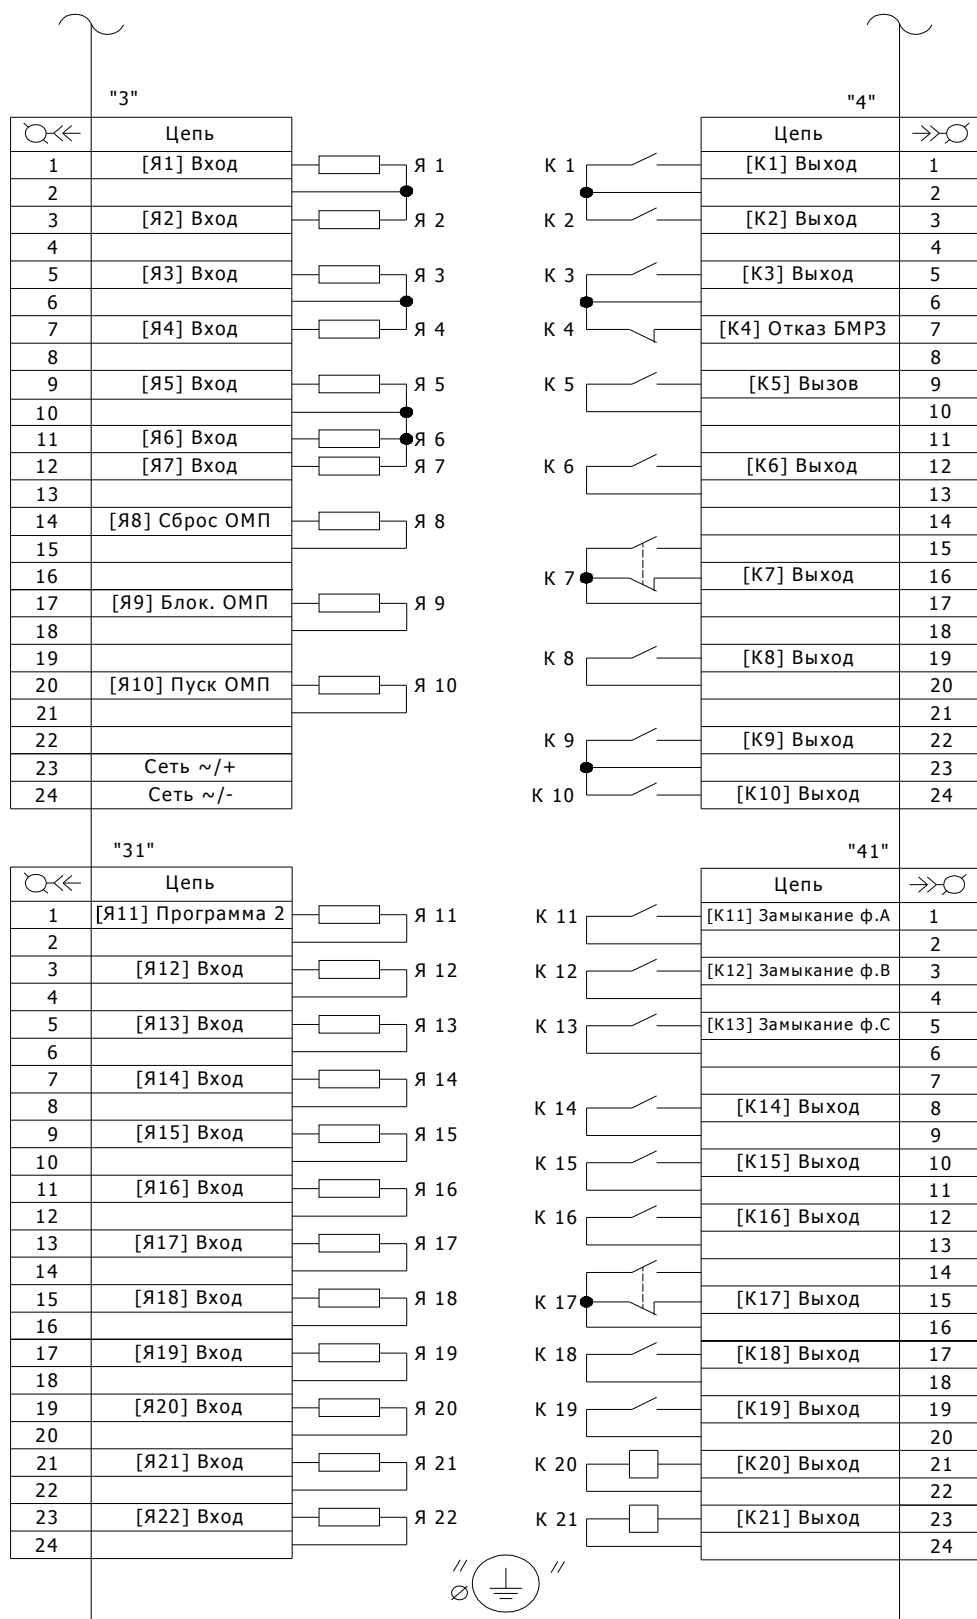 "3"
Цепь
1 [Я1] Вход Я 1
2
3 [Я2] Вход Я 2
4
5 [Я3] Вход Я 3
6
7 [Я4] Вход Я 4
8
9 [Я5] Вход Я 5
10
11 [Я6] Вход Я 6
12 [Я7] Вход Я 7
13
14 [Я8] Сброс ОМП Я 8
15
16
17 [Я9] Блок. ОМП Я 9
18
19
20 [Я10] Пуск ОМП Я 10
21
22
23 Сеть ~/+
24 Сеть ~/-
"4"
Цепь
К 1 [К1] Выход 1
2
К 2 [К2] Выход 3
4
К 3 [К3] Выход 5
6
К 4 [К4] Отказ БМРЗ 7
8
К 5 [К5] Вызов 9
10
11
К 6 [К6] Выход 12
13
14
15
К 7 [К7] Выход 16
17
18
К 8 [К8] Выход 19
20
21
К 9 [К9] Выход 22
23
К 10 [К10] Выход 24
"31"
Цепь
1 [Я11] Программа 2 Я 11
2
3 [Я12] Вход Я 12
4
5 [Я13] Вход Я 13
6
7 [Я14] Вход Я 14
8
9 [Я15] Вход Я 15
10
11 [Я16] Вход Я 16
12
13 [Я17] Вход Я 17
14
15 [Я18] Вход Я 18
16
17 [Я19] Вход Я 19
18
19 [Я20] Вход Я 20
20
21 [Я21] Вход Я 21
22
23 [Я22] Вход Я 22
24
"41"
Цепь
К 11 [К11] Замыкание ф.А 1
2
К 12 [К12] Замыкание ф.В 3
4
К 13 [К13] Замыкание ф.С 5
6
7
К 14 [К14] Выход 8
9
К 15 [К15] Выход 10
11
К 16 [К16] Выход 12
13
14
К 17 [К17] Выход 15
16
К 18 [К18] Выход 17
18
К 19 [К19] Выход 19
20
К 20 [К20] Выход 21
22
К 21 [К21] Выход 23
24